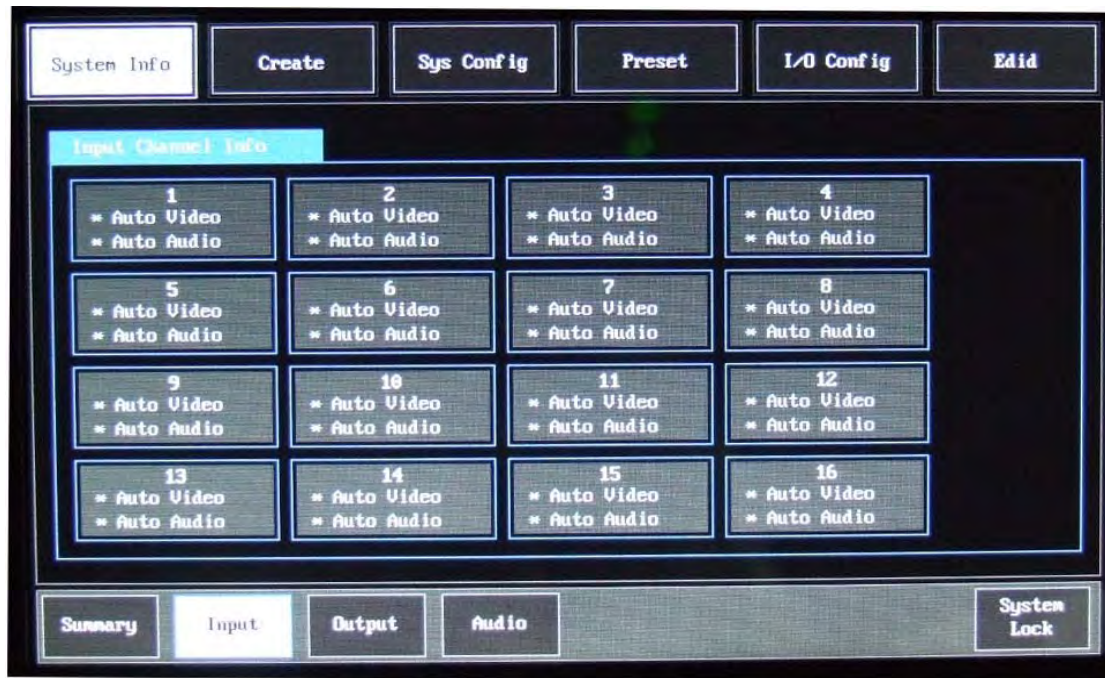 System Info Create Sys Config Preset I/O Config Edid
Input Channel Info
1 2 3 4
* Auto Video * Auto Video * Auto Video * Auto Video
* Auto Audio * Auto Audio * Auto Audio * Auto Audio
5 6 7 8
* Auto Video * Auto Video * Auto Video * Auto Video
* Auto Audio * Auto Audio * Auto Audio * Auto Audio
9 10 11 12
* Auto Video * Auto Video * Auto Video * Auto Video
* Auto Audio * Auto Audio * Auto Audio * Auto Audio
13 14 15 16
* Auto Video * Auto Video * Auto Video * Auto Video
* Auto Audio * Auto Audio * Auto Audio * Auto Audio
Summary Input Output Audio System
Lock